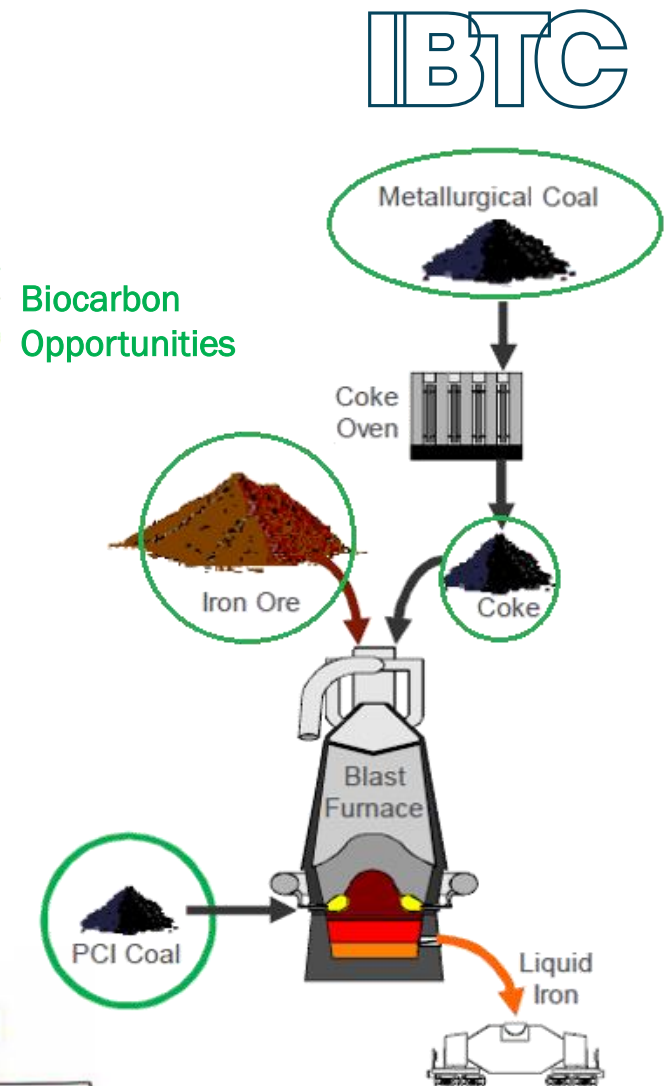 IBTC
Metallurgical Coal
Biocarbon
Opportunities
Coke
Oven
Iron Ore
Coke
Blast
Furnace
PCI Coal
Liquid
Iron